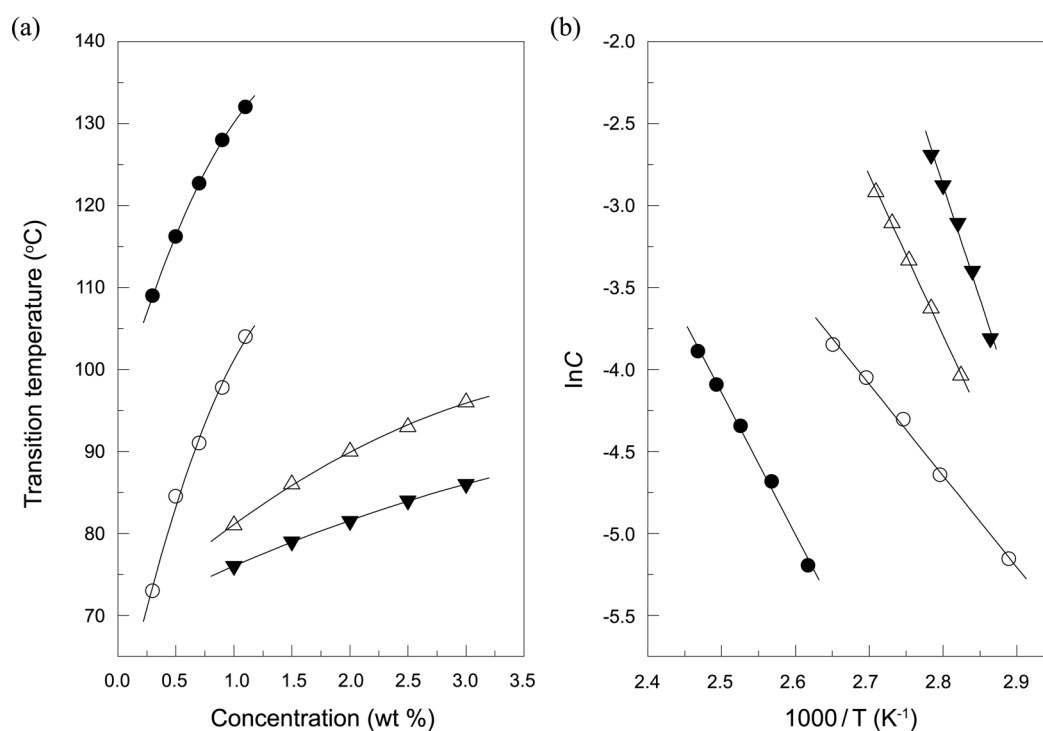 (a)
140
130
120
110
100
90
80
70
Transition temperature (°C)
0.0 0.5 1.0 1.5 2.0 2.5 3.0 3.5
Concentration (wt %)
(b)
-2.0
-2.5
-3.0
-3.5
-4.0
-4.5
-5.0
-5.5
lnC
2.4 2.5 2.6 2.7 2.8 2.9
1000 / T (K⁻¹)